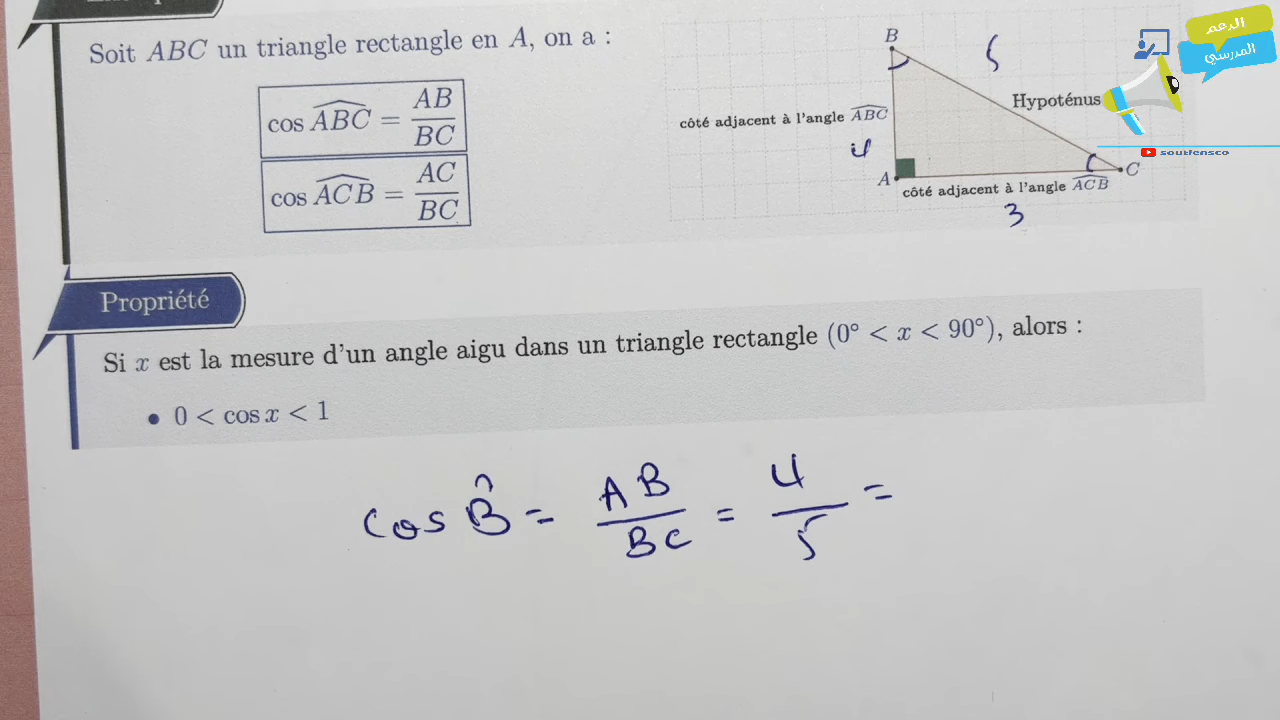 Soit ABC un triangle rectangle en A, on a :
cos ABC = AB / BC
cos ACB = AC / BC
B
5
Hypoténus
côté adjacent à l'angle ABC
4
A
C
côté adjacent à l'angle ACB
3
الدعم
المدرسي
soutiensco
Propriété
Si x est la mesure d'un angle aigu dans un triangle rectangle (0° < x < 90°), alors :
• 0 < cos x < 1
cos B̂ = AB / BC = 4 / 5 =